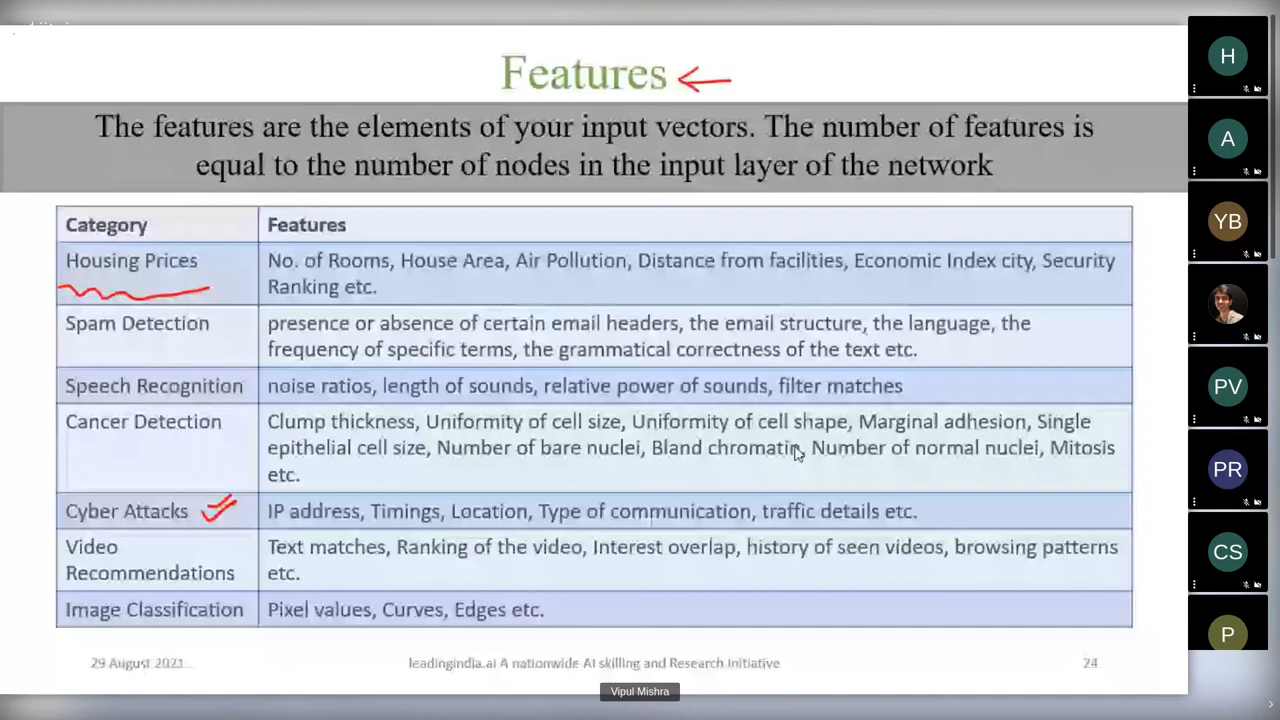 Features
The features are the elements of your input vectors. The number of features is
equal to the number of nodes in the input layer of the network
Category Features
Housing Prices No. of Rooms, House Area, Air Pollution, Distance from facilities, Economic Index city, Security
Ranking etc.
Spam Detection presence or absence of certain email headers, the email structure, the language, the
frequency of specific terms, the grammatical correctness of the text etc.
Speech Recognition noise ratios, length of sounds, relative power of sounds, filter matches
Cancer Detection Clump thickness, Uniformity of cell size, Uniformity of cell shape, Marginal adhesion, Single
epithelial cell size, Number of bare nuclei, Bland chromatin, Number of normal nuclei, Mitosis
etc.
Cyber Attacks IP address, Timings, Location, Type of communication, traffic details etc.
Video Text matches, Ranking of the video, Interest overlap, history of seen videos, browsing patterns
Recommendations etc.
Image Classification Pixel values, Curves, Edges etc.
29 August 2021 leadingindia.ai A nationwide AI skilling and Research Initiative 24
Vipul Mishra
H
A
YB
PV
PR
CS
P